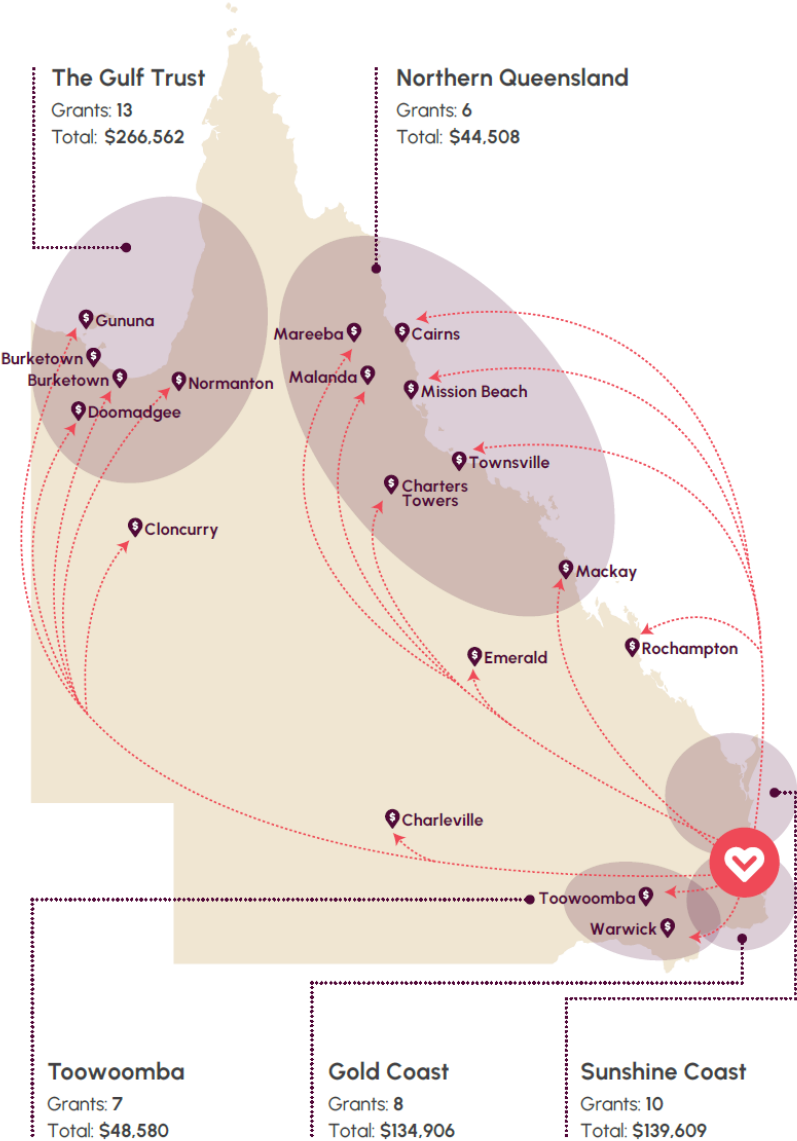 The Gulf Trust
Grants: 13
Total: $266,562
Northern Queensland
Grants: 6
Total: $44,508
Gununa
Burketown
Burketown
Normanton
Doomadgee
Cloncurry
Mareeba
Cairns
Malanda
Mission Beach
Townsville
Charters
Towers
Mackay
Emerald
Rochampton
Charleville
Toowoomba
Warwick
Toowoomba
Grants: 7
Total: $48,580
Gold Coast
Grants: 8
Total: $134,906
Sunshine Coast
Grants: 10
Total: $139,609